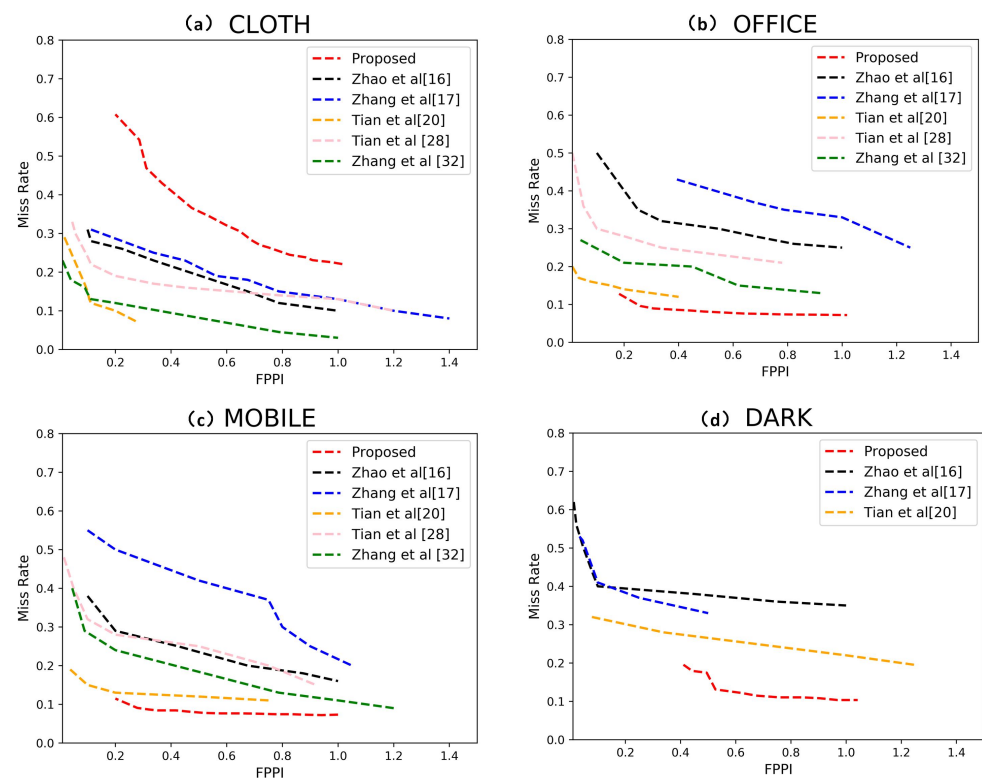 (a) CLOTH
0.8
0.7
0.6
0.5
0.4
0.3
0.2
0.1
0.0
Miss Rate
Proposed
Zhao et al[16]
Zhang et al[17]
Tian et al[20]
Tian et al [28]
Zhang et al [32]
0.2 0.4 0.6 0.8 1.0 1.2 1.4
FPPI
(b) OFFICE
0.8
0.7
0.6
0.5
0.4
0.3
0.2
0.1
0.0
Miss Rate
Proposed
Zhao et al[16]
Zhang et al[17]
Tian et al[20]
Tian et al [28]
Zhang et al [32]
0.2 0.4 0.6 0.8 1.0 1.2 1.4
FPPI
(c) MOBILE
0.8
0.7
0.6
0.5
0.4
0.3
0.2
0.1
0.0
Miss Rate
Proposed
Zhao et al[16]
Zhang et al[17]
Tian et al[20]
Tian et al [28]
Zhang et al [32]
0.2 0.4 0.6 0.8 1.0 1.2 1.4
FPPI
(d) DARK
0.8
0.7
0.6
0.5
0.4
0.3
0.2
0.1
0.0
Miss Rate
Proposed
Zhao et al[16]
Zhang et al[17]
Tian et al[20]
0.2 0.4 0.6 0.8 1.0 1.2 1.4
FPPI